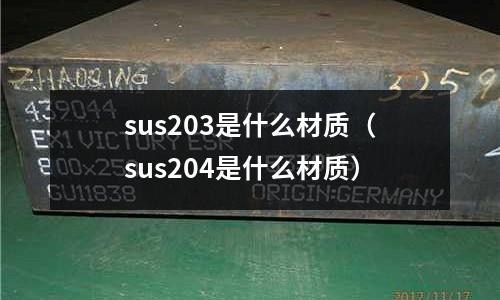 ZHAOQING
3259
439044
EX1 VICTORY ESR
800x25
GU11838
ORIGIN:GERMANY
sus203是什么材质（
sus204是什么材质）
2017/11/17